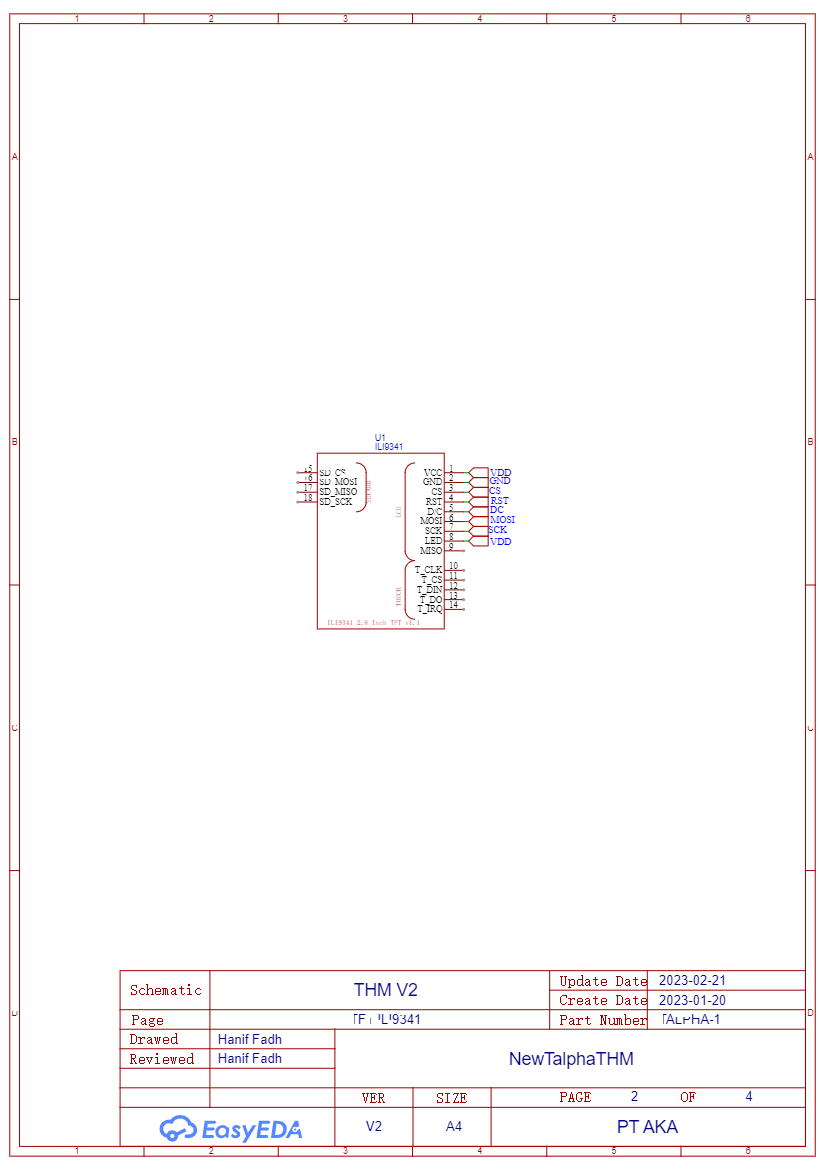 1 2 3 4 5 6
A A
U1
ILI9341
15 SD_CS VCC 1 VDD
SD_MOSI GND 2 GND
17 SD_MISO CS 3 CS
18 SD_SCK RST 4 RST
D/C 5 DC
MOSI 6 MOSI
SCK 7 SCK
LED 8 VDD
MISO 9
LCD
T_CLK 10
T_CS 11
T_DIN 12
T_DO 13
T_IRQ 14
ILI9341 2.8 Inch TFT v1.1
B B
C C
D D
Schematic THM V2 Update Date 2023-02-21
Create Date 2023-01-20
Page TFT ILI9341 Part Number TALPHA-1
Drawed Hanif Fadh
Reviewed Hanif Fadh
NewTalphaTHM
VER SIZE PAGE 2 OF 4
EasyEDA V2 A4 PT AKA
1 2 3 4 5 6